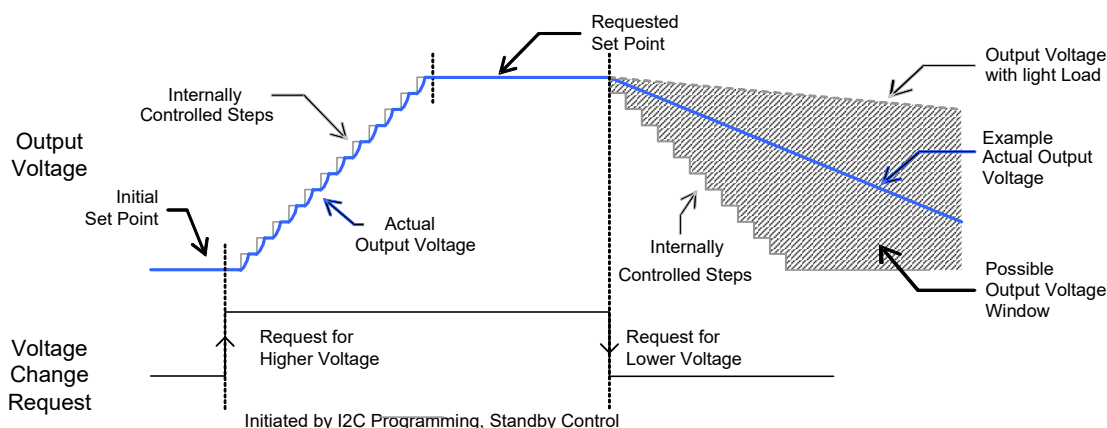 Requested
Set Point
Output Voltage
with light Load
Internally
Controlled Steps
Output
Voltage
Example
Actual Output
Voltage
Initial
Set Point
Actual
Output Voltage
Internally
Controlled Steps
Possible
Output Voltage
Window
Voltage
Change
Request
Request for
Higher Voltage
Request for
Lower Voltage
Initiated by I2C Programming, Standby Control